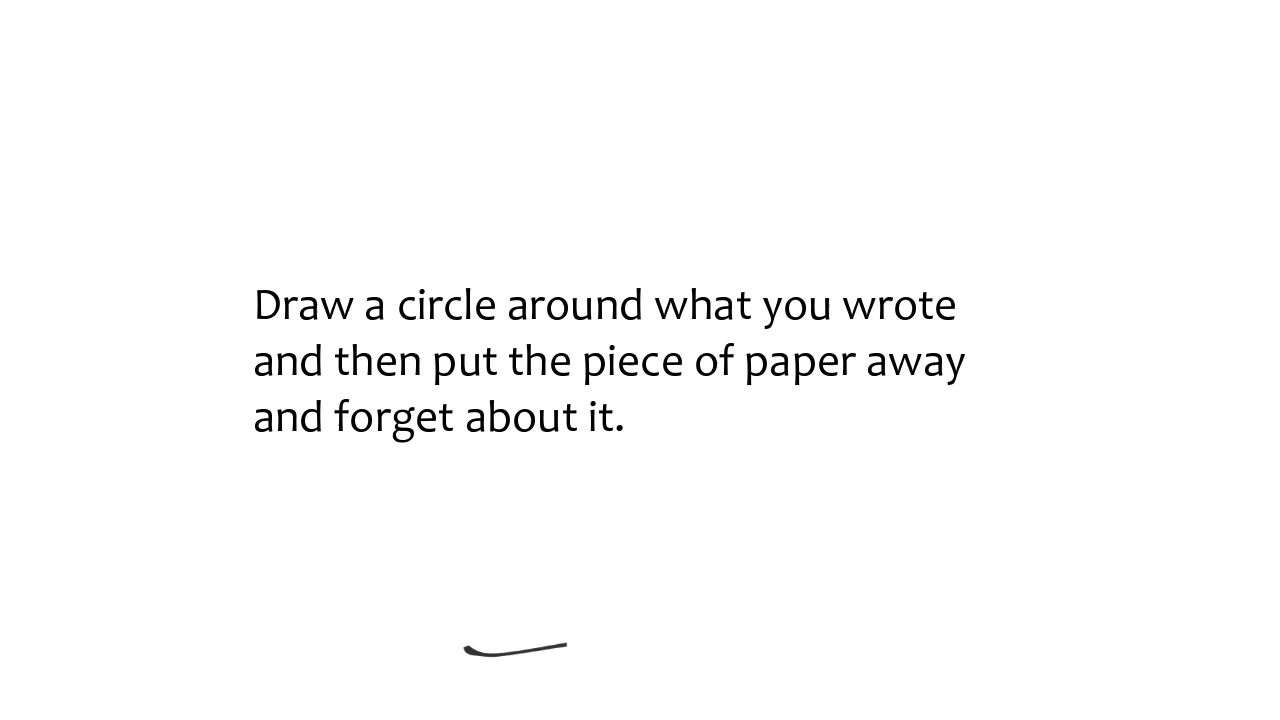 Draw a circle around what you wrote
and then put the piece of paper away
and forget about it.